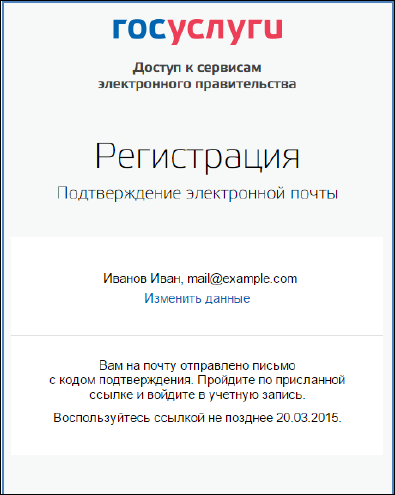 госуслуги
Доступ к сервисам
электронного правительства
Регистрация
Подтверждение электронной почты
Иванов Иван, mail@example.com
Изменить данные
Вам на почту отправлено письмо
с кодом подтверждения. Пройдите по присланной
ссылке и войдите в учетную запись.
Воспользуйтесь ссылкой не позднее 20.03.2015.